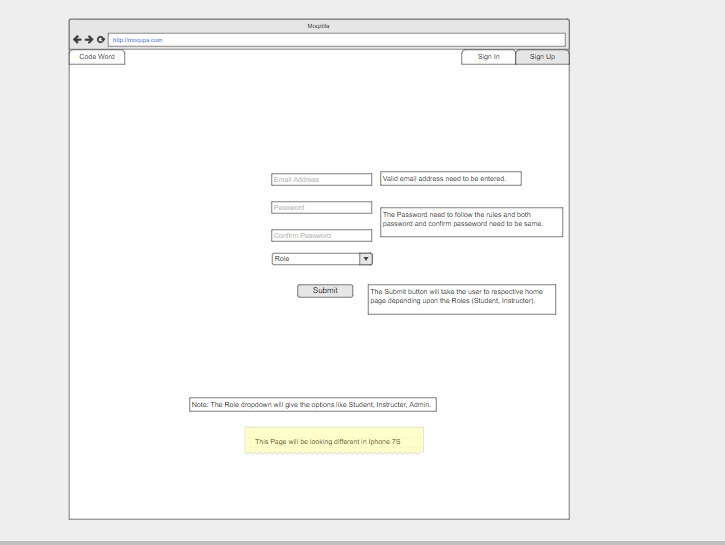 Moqzilla
http://moqups.com
Code Word
Sign In
Sign Up
Email Address
Valid email address need to be entered.
Password
The Password need to follow the rules and both
password and confirm passeword need to be same.
Confirm Password
Role
Submit
The Submit button will take the user to respective home
page depending upon the Roles (Student, Instructer).
Note: The Role dropdown will give the options like Student, Instructer, Admin.
This Page will be looking different in Iphone 7S